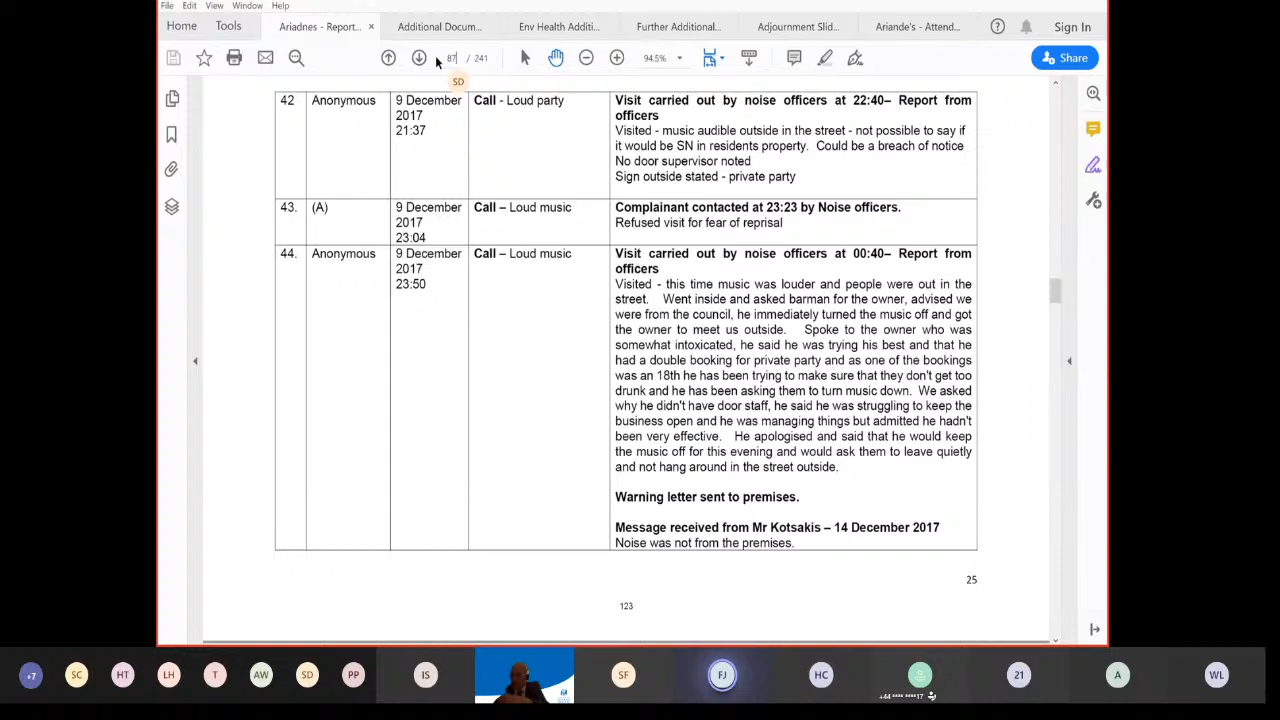 File Edit View Window Help
Home Tools Ariadnes - Report... × Additional Docum... Env Health Additi... Further Additional... Adjournment Slid... Ariande's - Attend... Sign In
87 / 241 94.5% Share
SD
42 Anonymous 9 December Call - Loud party Visit carried out by noise officers at 22:40– Report from
2017 officers
21:37 Visited - music audible outside in the street - not possible to say if
it would be SN in residents property. Could be a breach of notice
No door supervisor noted
Sign outside stated - private party
43. (A) 9 December Call – Loud music Complainant contacted at 23:23 by Noise officers.
2017 Refused visit for fear of reprisal
23:04
44. Anonymous 9 December Call – Loud music Visit carried out by noise officers at 00:40– Report from
2017 officers
23:50 Visited - this time music was louder and people were out in the
street. Went inside and asked barman for the owner, advised we
were from the council, he immediately turned the music off and got
the owner to meet us outside. Spoke to the owner who was
somewhat intoxicated, he said he was trying his best and that he
had a double booking for private party and as one of the bookings
was an 18th he has been trying to make sure that they don't get too
drunk and he has been asking them to turn music down. We asked
why he didn't have door staff, he said he was struggling to keep the
business open and he was managing things but admitted he hadn't
been very effective. He apologised and said that he would keep
the music off for this evening and would ask them to leave quietly
and not hang around in the street outside.
Warning letter sent to premises.
Message received from Mr Kotsakis – 14 December 2017
Noise was not from the premises.
25
123
+7 SC HT LH T AW SD PP IS SF FJ HC 21 A WL
+44 **** ****17